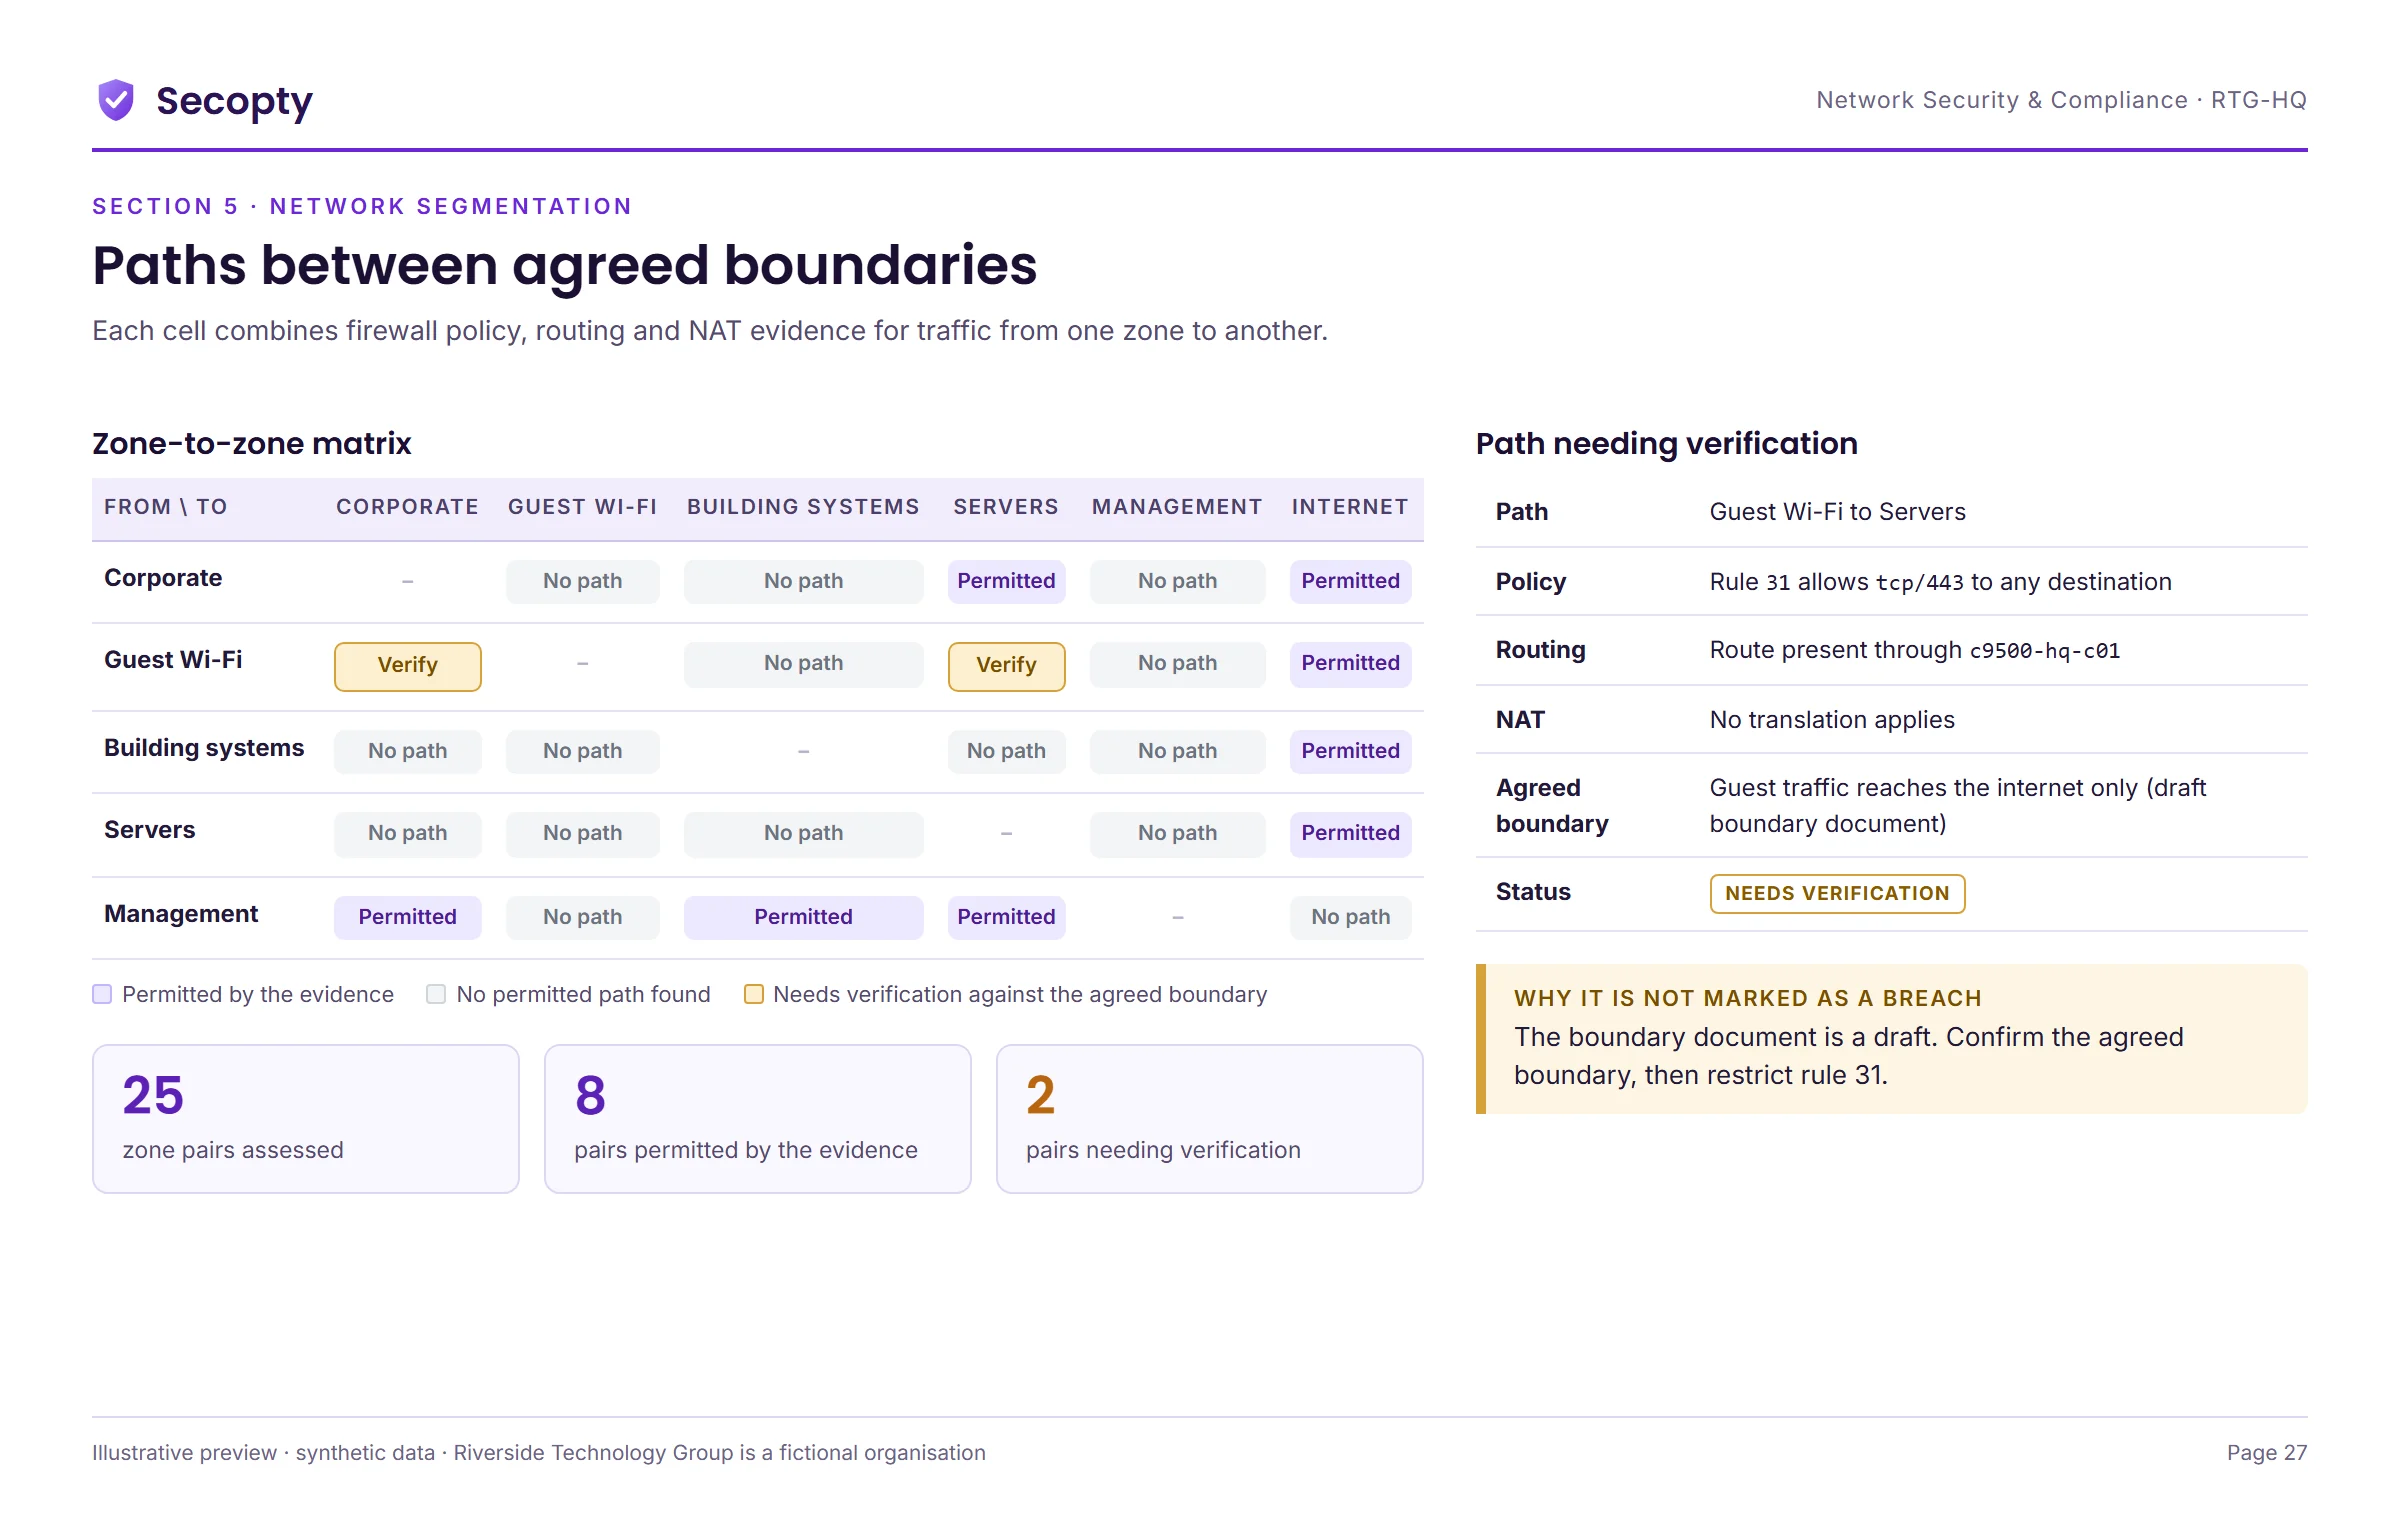 Secopty
Network Security & Compliance · RTG-HQ
SECTION 5 · NETWORK SEGMENTATION
Paths between agreed boundaries
Each cell combines firewall policy, routing and NAT evidence for traffic from one zone to another.
Zone-to-zone matrix
FROM \ TO CORPORATE GUEST WI-FI BUILDING SYSTEMS SERVERS MANAGEMENT INTERNET
Corporate – No path No path Permitted No path Permitted
Guest Wi-Fi Verify – No path Verify No path Permitted
Building systems No path No path – No path No path Permitted
Servers No path No path No path – No path Permitted
Management Permitted No path Permitted Permitted – No path
Permitted by the evidence No permitted path found Needs verification against the agreed boundary
25
zone pairs assessed
8
pairs permitted by the evidence
2
pairs needing verification
Path needing verification
Path Guest Wi-Fi to Servers
Policy Rule 31 allows tcp/443 to any destination
Routing Route present through c9500-hq-c01
NAT No translation applies
Agreed boundary Guest traffic reaches the internet only (draft
boundary document)
Status NEEDS VERIFICATION
WHY IT IS NOT MARKED AS A BREACH
The boundary document is a draft. Confirm the agreed
boundary, then restrict rule 31.
Illustrative preview · synthetic data · Riverside Technology Group is a fictional organisation
Page 27